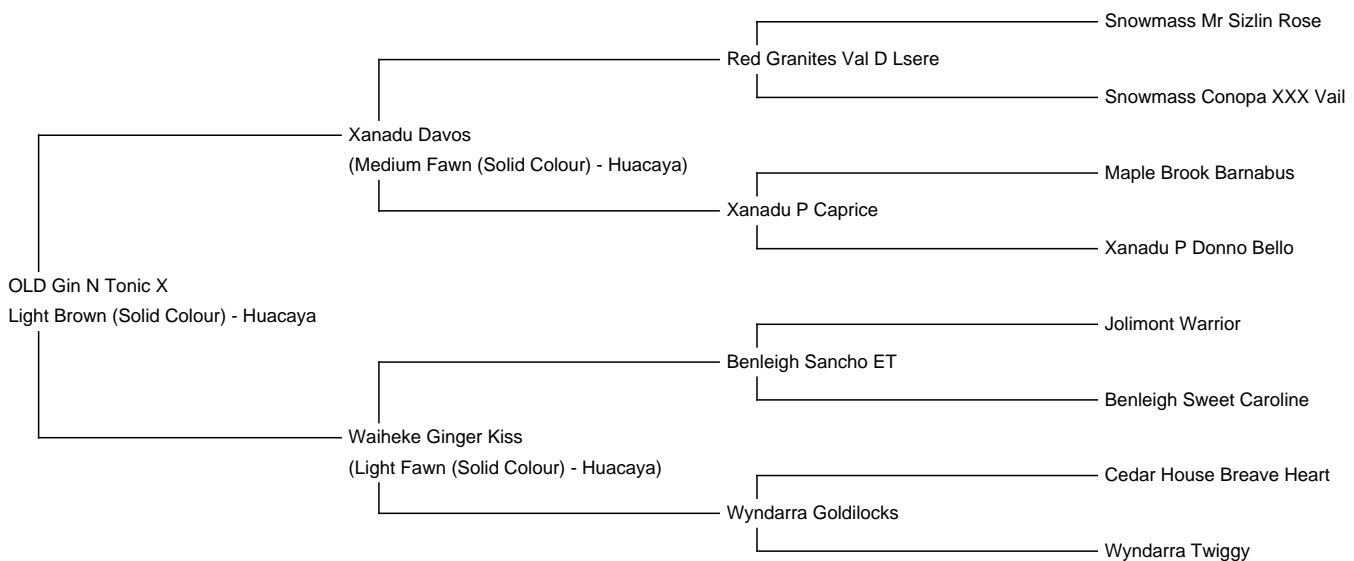 Snowmass Mr Sizlin Rose
Red Granites Val D Lsere
Snowmass Conopa XXX Vail
Xanadu Davos
(Medium Fawn (Solid Colour) - Huacaya)
Maple Brook Barnabus
Xanadu P Caprice
Xanadu P Donno Bello
OLD Gin N Tonic X
Light Brown (Solid Colour) - Huacaya
Jolimont Warrior
Benleigh Sancho ET
Benleigh Sweet Caroline
Waiheke Ginger Kiss
(Light Fawn (Solid Colour) - Huacaya)
Cedar House Breave Heart
Wyndarra Goldilocks
Wyndarra Twiggy